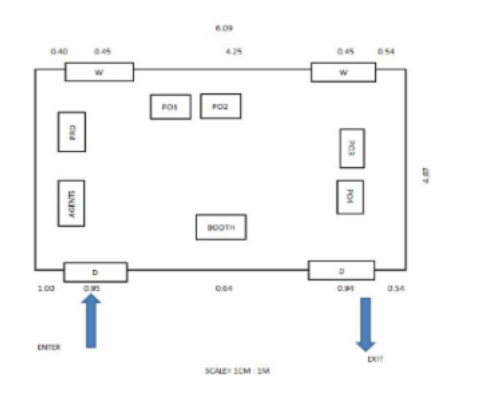 6.09
0.40 0.45 4.25 0.45 0.54
W W
PO1 PO2
PRO
PO3
4.87
AGENTS
PO4
BOOTH
D D
1.00 0.95 0.64 0.94 0.54
ENTER
EXIT
SCALE= 1CM : 1M